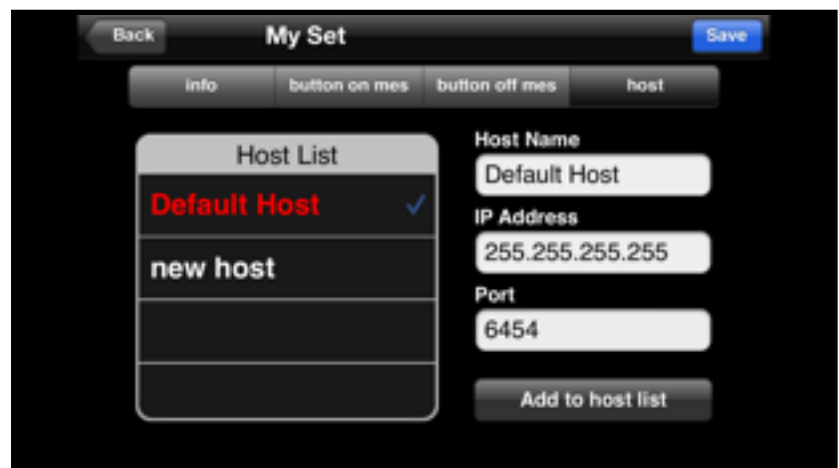 Back My Set Save
info button on mes button off mes host
Host List
Default Host
new host
Host Name
Default Host
IP Address
255.255.255.255
Port
6454
Add to host list